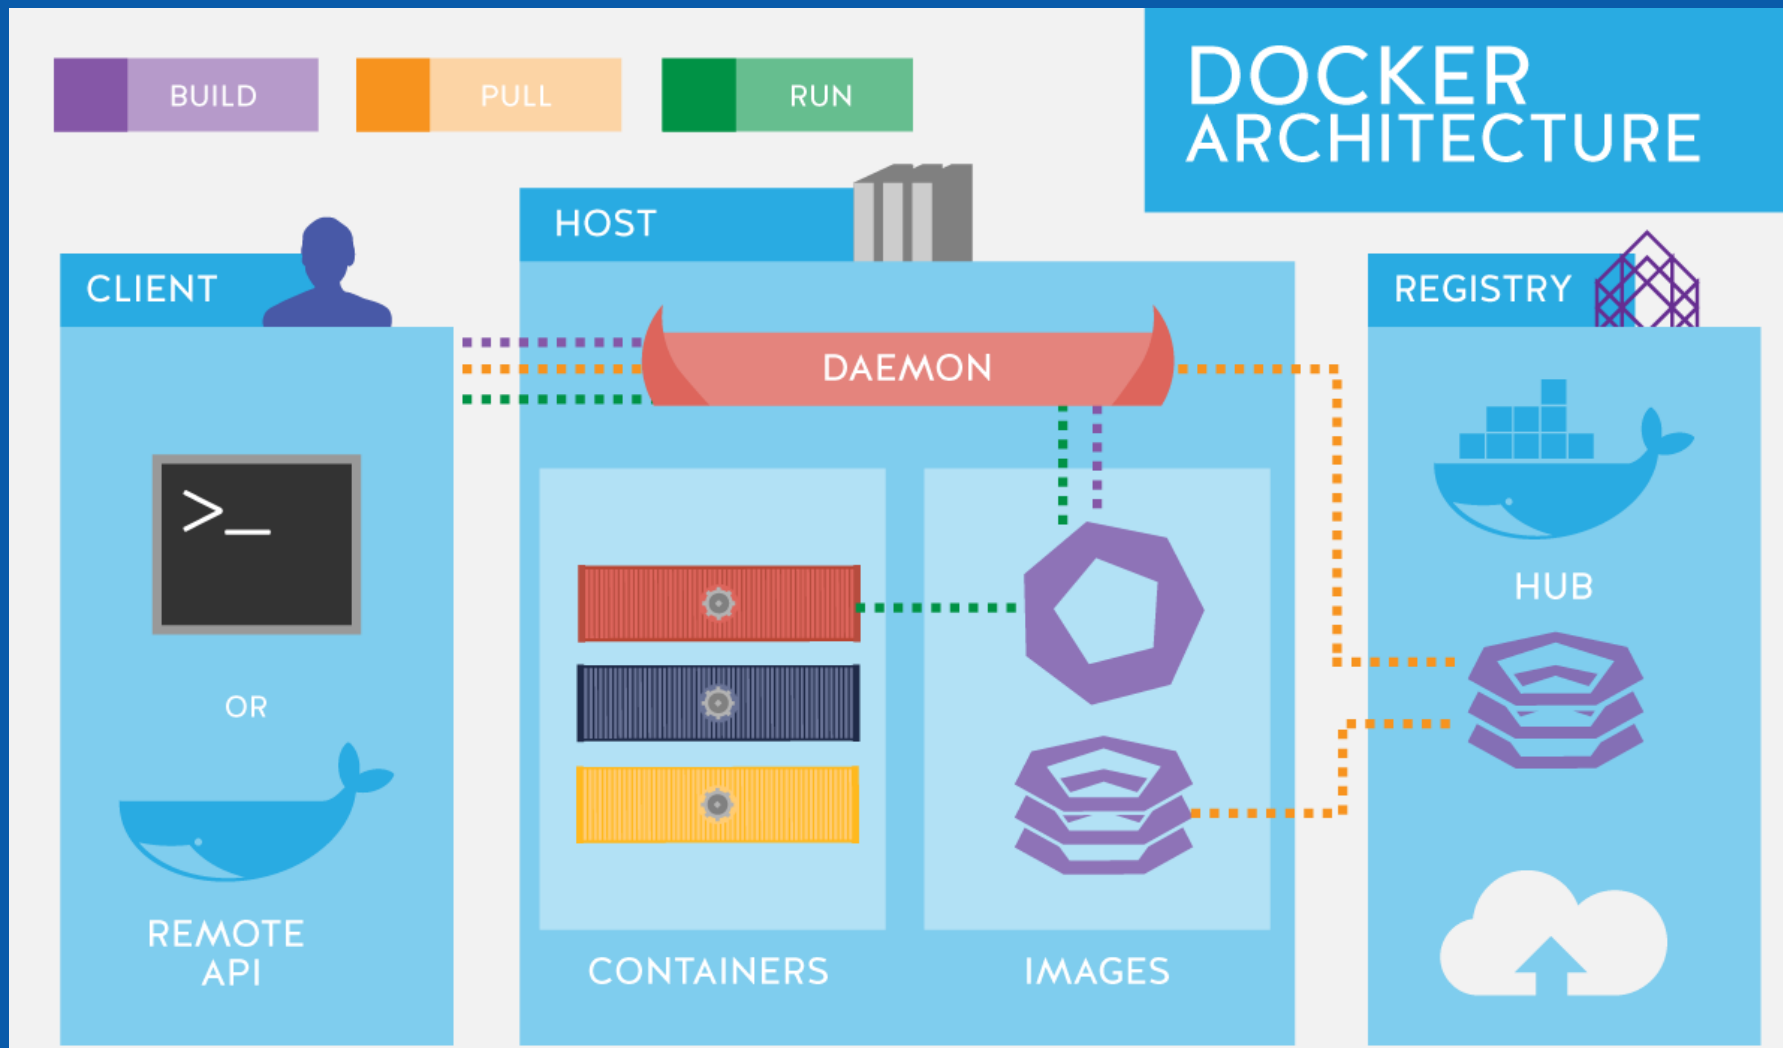 BUILD
PULL
RUN
DOCKER
ARCHITECTURE
CLIENT
HOST
REGISTRY
DAEMON
>_
OR
REMOTE
API
CONTAINERS
IMAGES
HUB